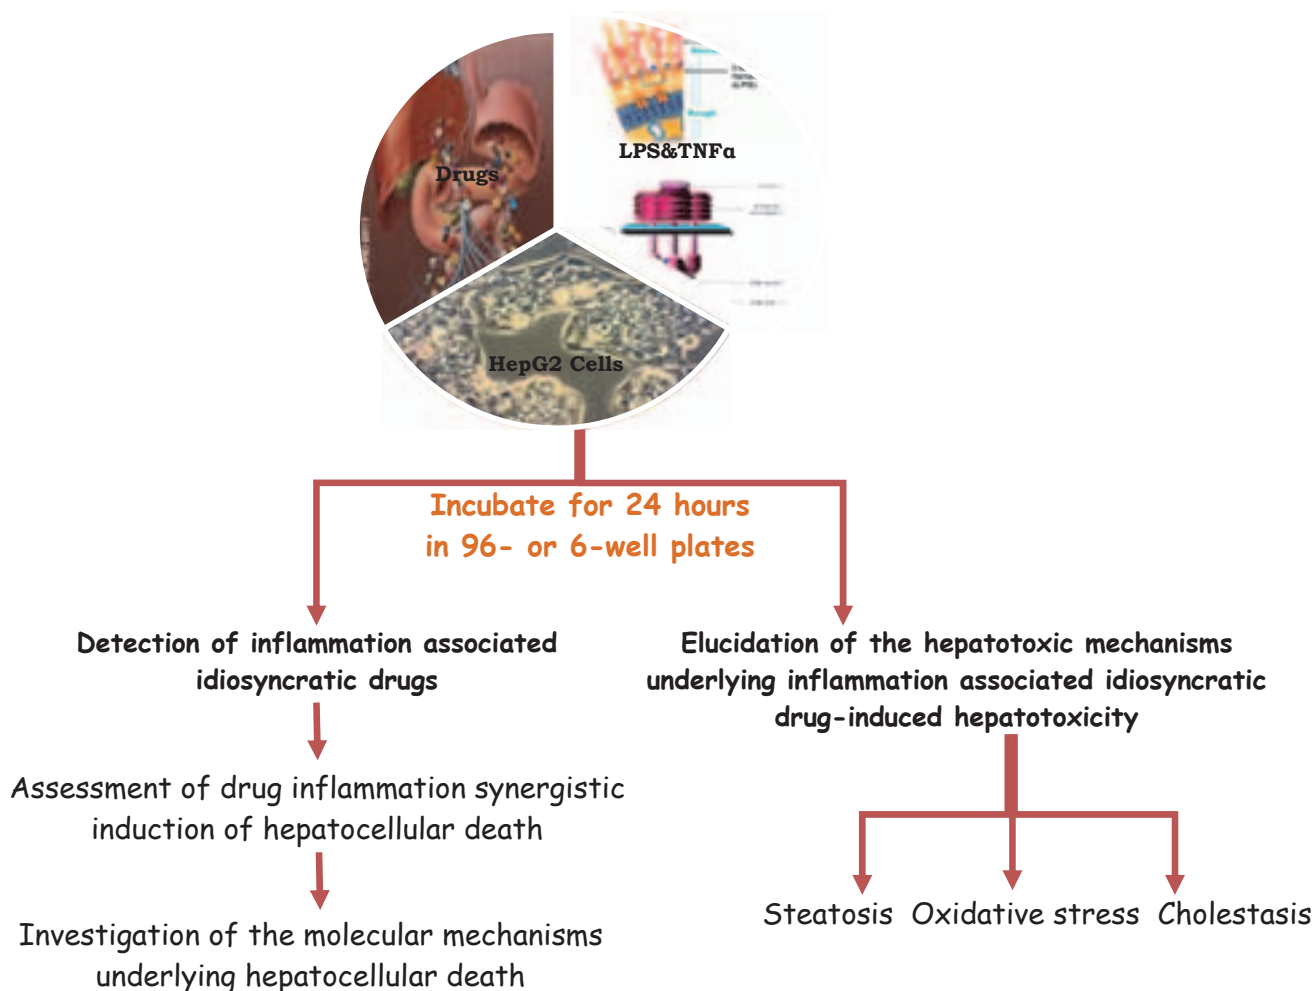 LPS&TNFα
Drugs
HepG2 Cells
Incubate for 24 hours
in 96- or 6-well plates
Detection of inflammation associated
idiosyncratic drugs
Elucidation of the hepatotoxic mechanisms
underlying inflammation associated idiosyncratic
drug-induced hepatotoxicity
Assessment of drug inflammation synergistic
induction of hepatocellular death
Steatosis Oxidative stress Cholestasis
Investigation of the molecular mechanisms
underlying hepatocellular death